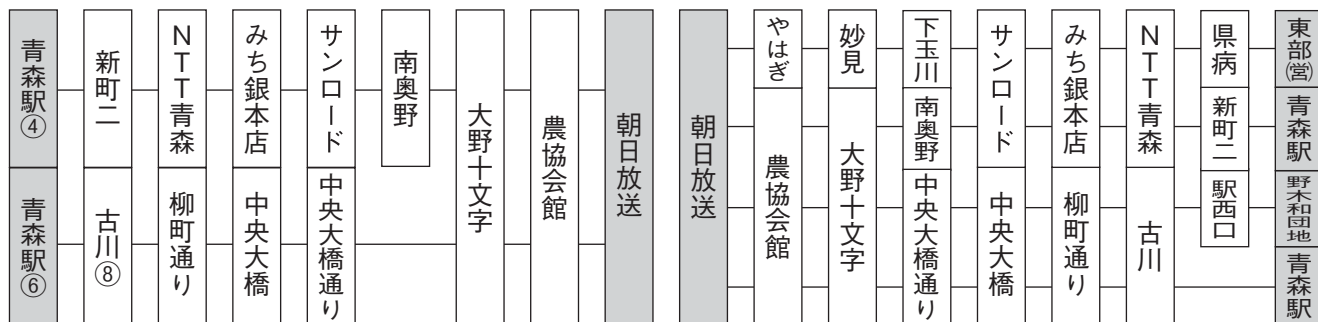 青森駅④
新町二
NTT青森
みち銀本店
サンロード
南奥野
大野十文字
農協会館
朝日放送
青森駅⑥
古川⑧
柳町通り
中央大橋
中央大橋通り
朝日放送
やはぎ
妙見
下玉川
サンロード
みち銀本店
NTT青森
県病
東部(営)
農協会館
大野十文字
南奥野
新町二
青森駅
中央大橋通り
中央大橋
柳町通り
古川
駅西口
野木和団地
青森駅